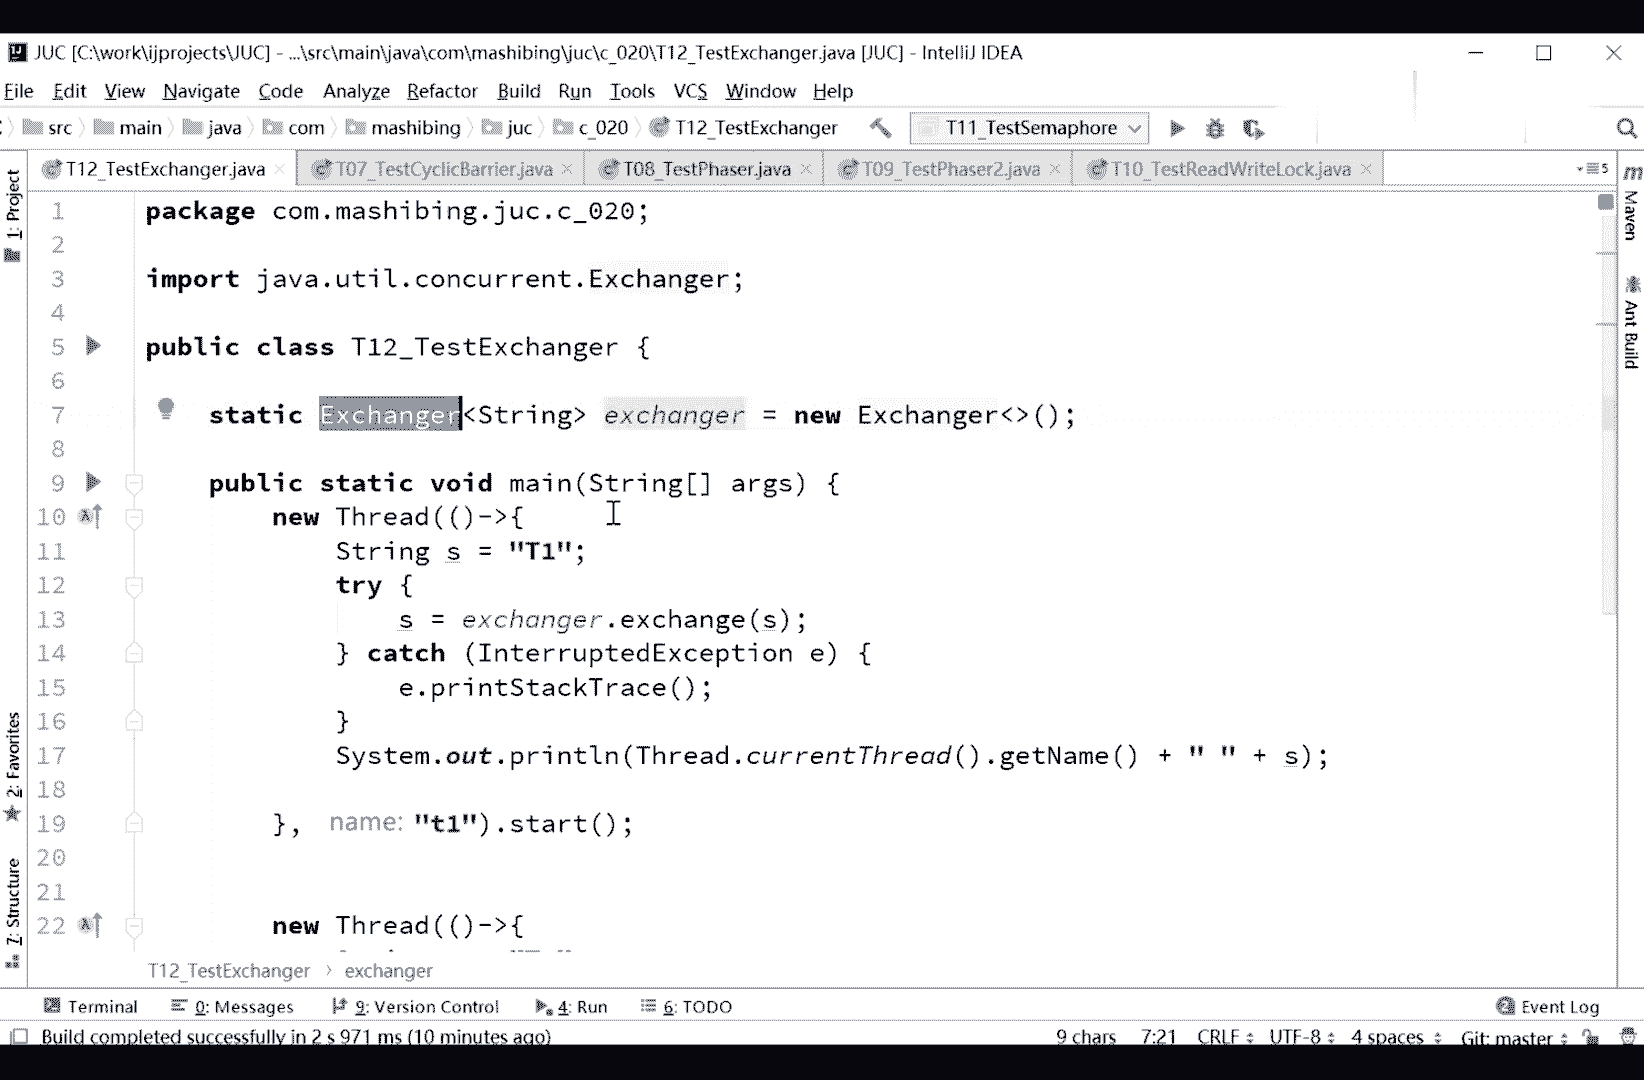 JUC [C:\work\ijprojects\JUC] - ...\src\main\java\com\mashibing\juc\c_020\T12_TestExchanger.java [JUC] - IntelliJ IDEA
File Edit View Navigate Code Analyze Refactor Build Run Tools VCS Window Help
src main java com mashibing juc c_020 T12_TestExchanger T11_TestSemaphore
T12_TestExchanger.java T07_TestCyclicBarrier.java T08_TestPhaser.java T09_TestPhaser2.java T10_TestReadWriteLock.java 5
1 package com.mashibing.juc.c_020;
2
3 import java.util.concurrent.Exchanger;
4
5 public class T12_TestExchanger {
6
7 static Exchanger<String> exchanger = new Exchanger<>();
8
9 public static void main(String[] args) {
10 new Thread(()->{
11 String s = "T1";
12 try {
13 s = exchanger.exchange(s);
14 } catch (InterruptedException e) {
15 e.printStackTrace();
16 }
17 System.out.println(Thread.currentThread().getName() + " " + s);
18
19 }, name: "t1").start();
20
21
22 new Thread(()->{
T12_TestExchanger › exchanger
1: Project
2: Favorites
7: Structure
Maven
Ant Build
Terminal 0: Messages 9: Version Control 4: Run 6: TODO Event Log
Build completed successfully in 2 s 971 ms (10 minutes ago) 9 chars 7:21 CRLF UTF-8 4 spaces Git: master